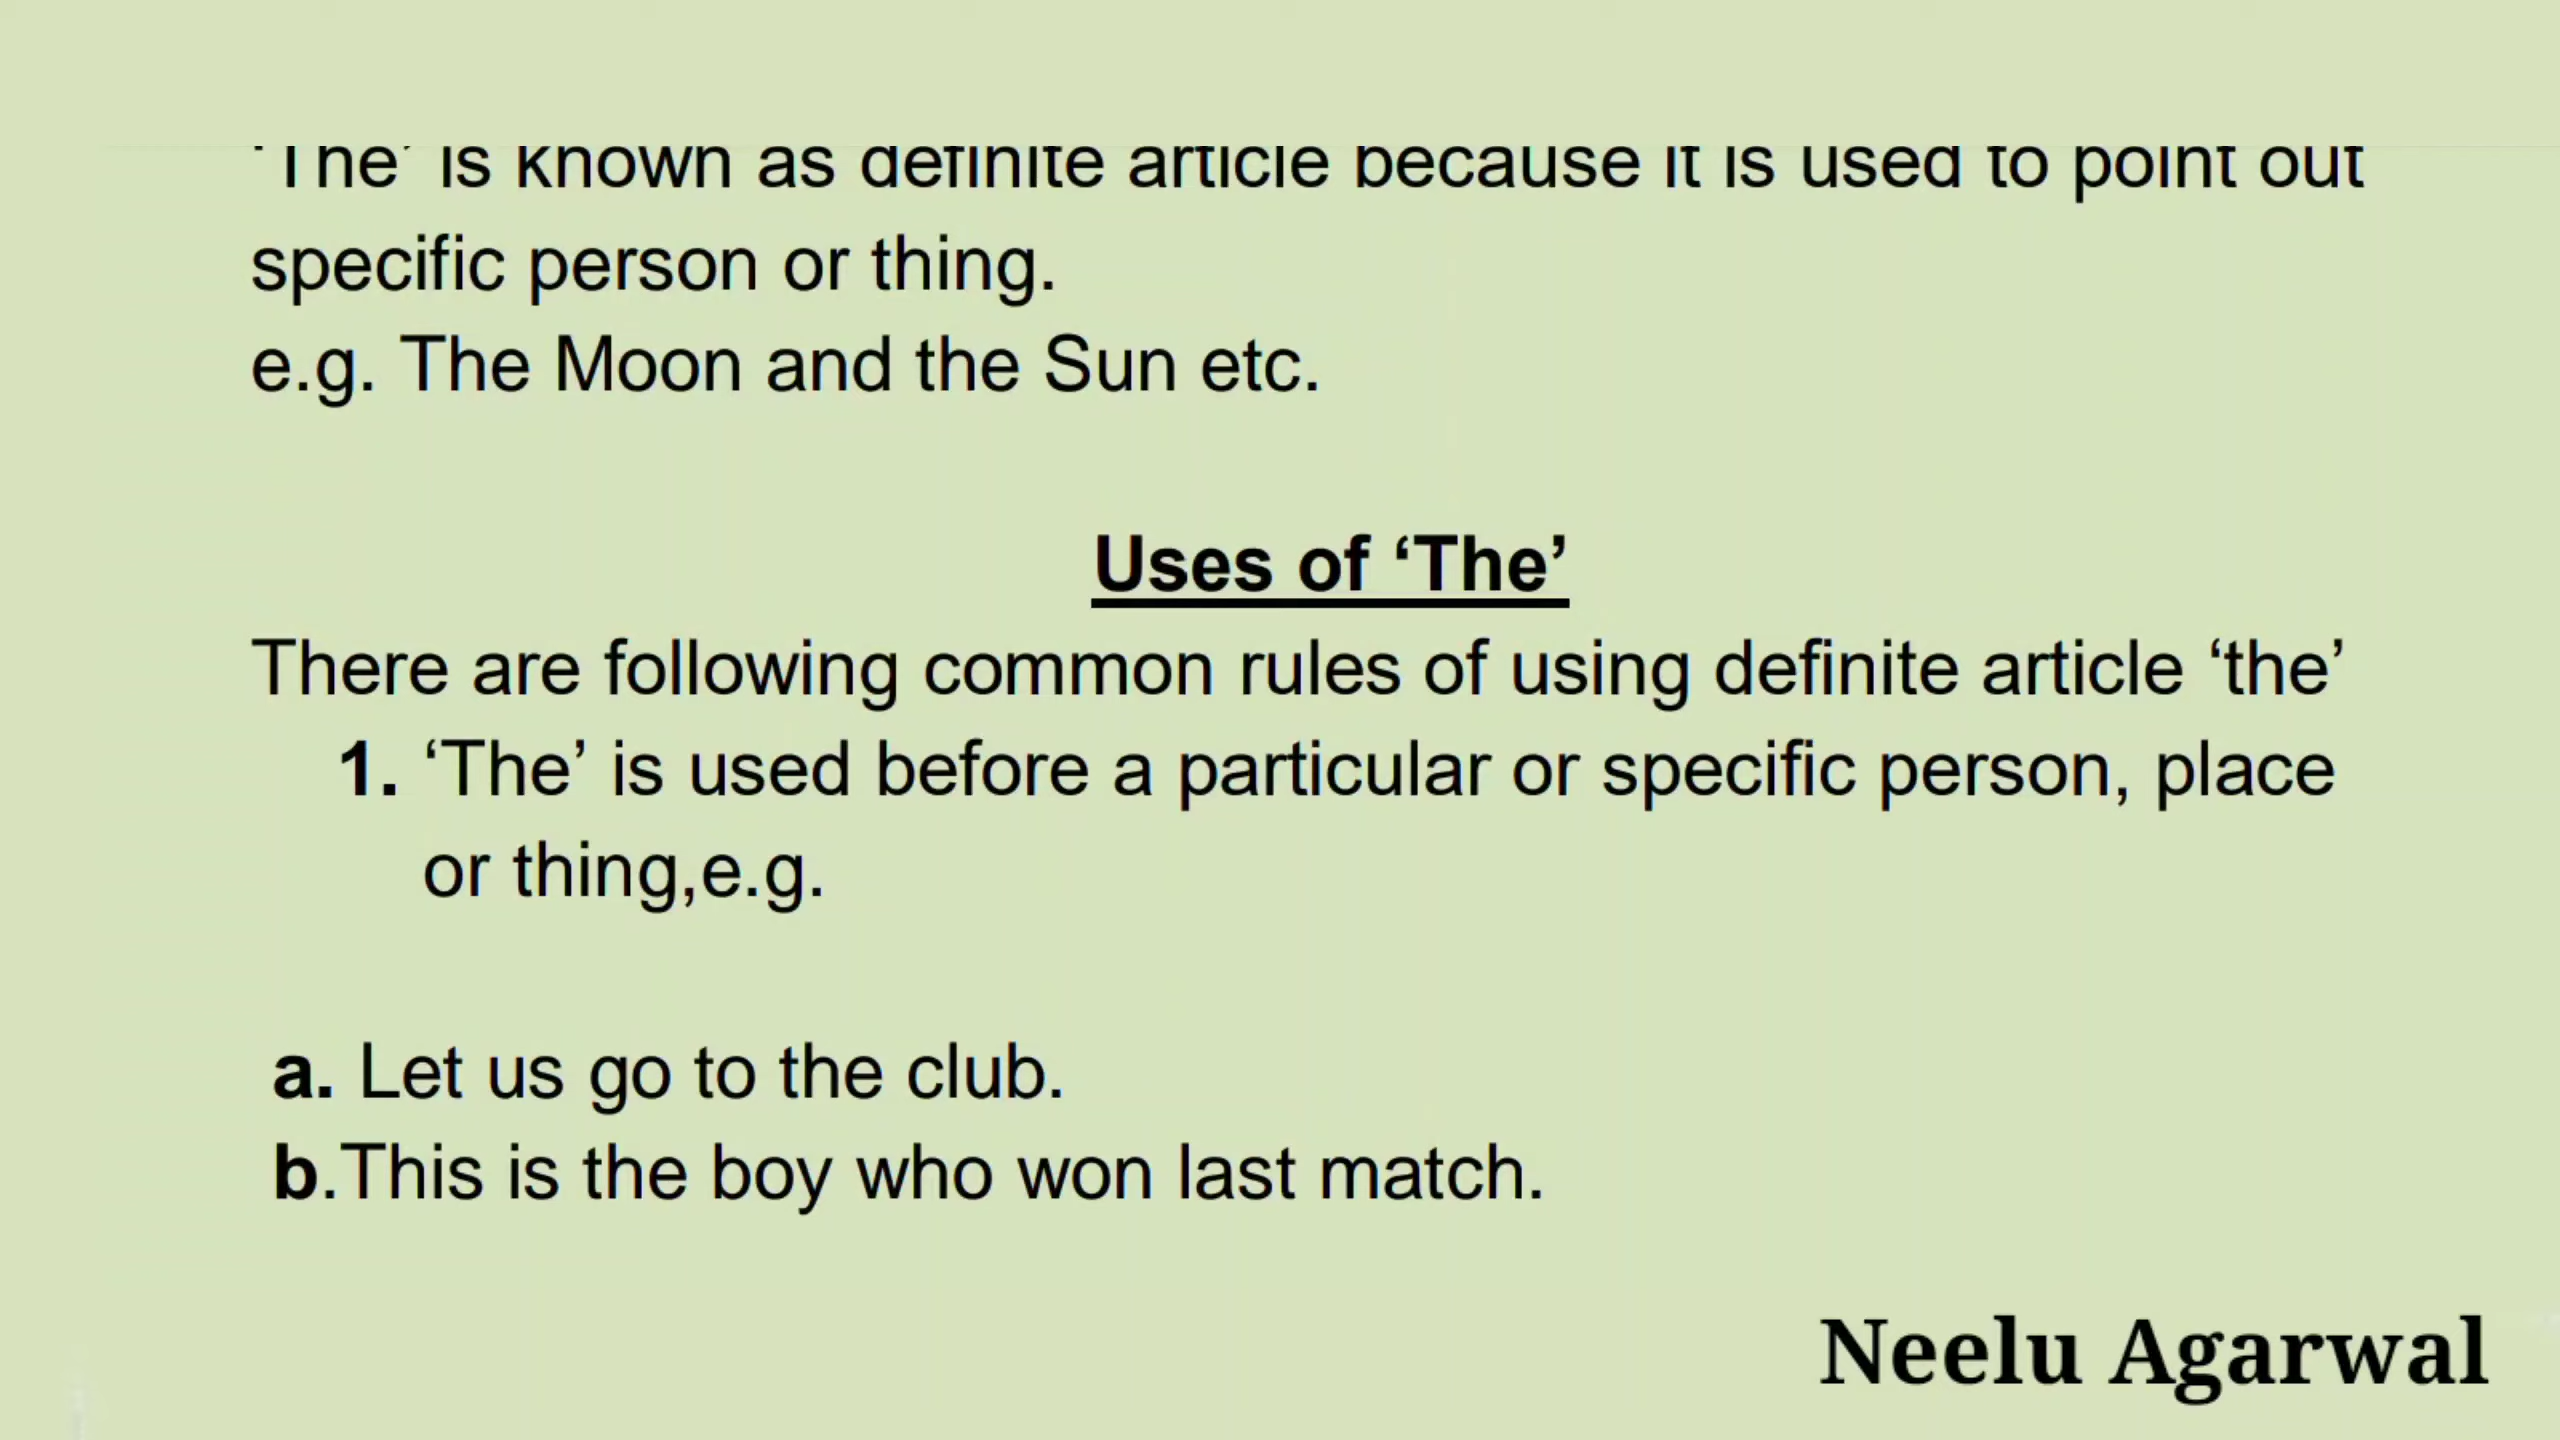 ‘The’ is known as definite article because it is used to point out
specific person or thing.
e.g. The Moon and the Sun etc.
Uses of ‘The’
There are following common rules of using definite article ‘the’
1. ‘The’ is used before a particular or specific person, place
or thing,e.g.
a. Let us go to the club.
b.This is the boy who won last match.
Neelu Agarwal